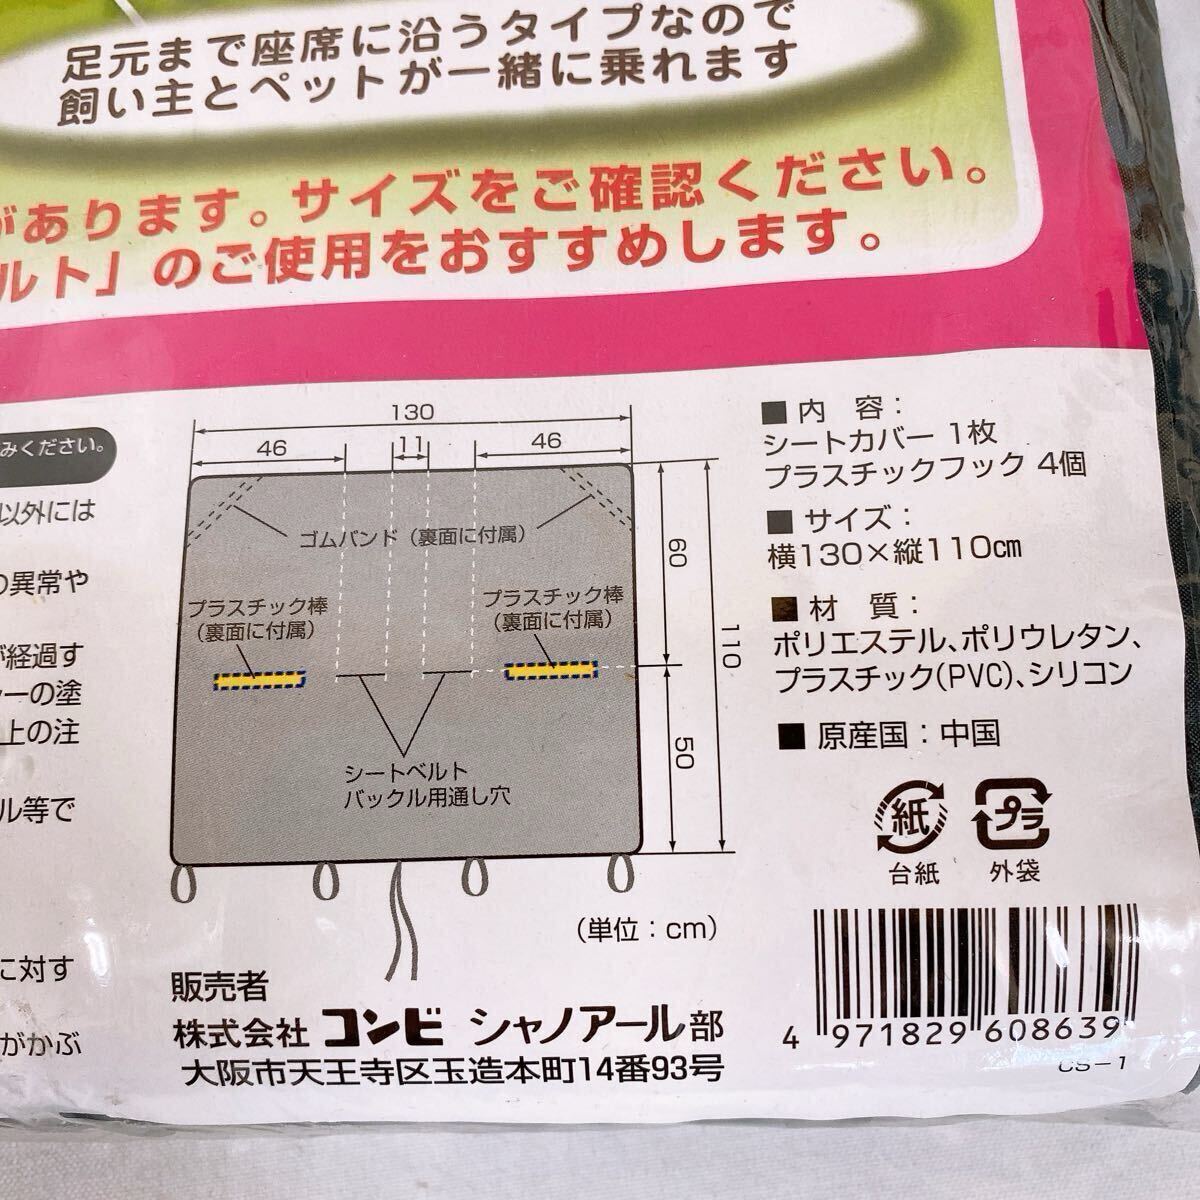 足元まで座席に沿うタイプなので
飼い主とペットが一緒に乗れます
があります。サイズをご確認ください。
ベルト」のご使用をおすすめします。
みください。
以外には
の異常や
が経過す
ーの塗
上の注
ル等で
に対す
がかぶ
130
46
11
46
ゴムバンド（裏面に付属）
プラスチック棒
（裏面に付属）
プラスチック棒
（裏面に付属）
60
110
50
シートベルト
バックル用通し穴
（単位：cm）
■ 内　容：
シートカバー 1枚
プラスチックフック 4個
■ サイズ：
横130×縦110㎝
■ 材　質：
ポリエステル、ポリウレタン、
プラスチック(PVC)、シリコン
■ 原産国：中国
紙
台紙
プラ
外袋
販売者
株式会社 コンビ シャノアール部
大阪市天王寺区玉造本町14番93号
4 971829 608639
CS-1